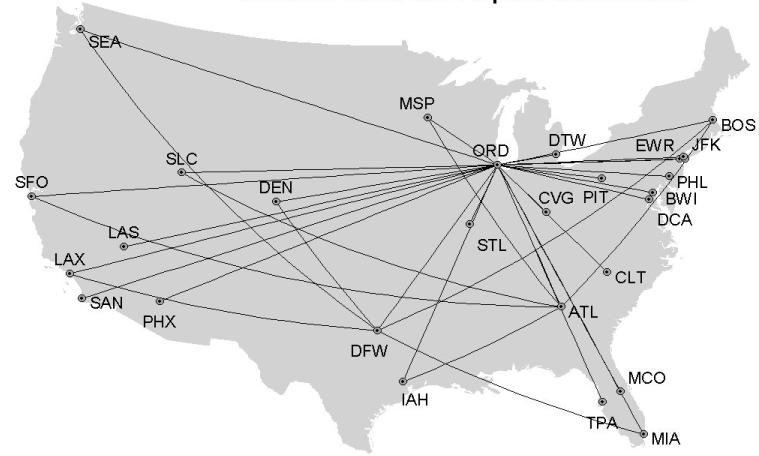 SEA
MSP
BOS
ORD
DTW
EWR
JFK
SLC
SFO
DEN
PHL
CVG
PIT
BWI
DCA
LAS
STL
LAX
CLT
SAN
PHX
ATL
DFW
MCO
IAH
TPA
MIA